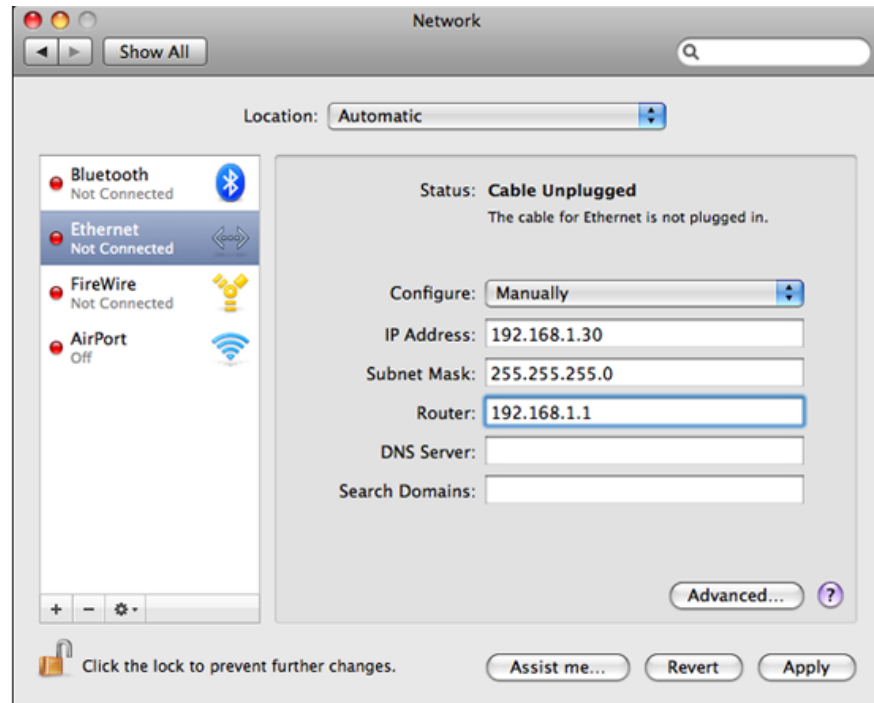 Network
Show All
Location: Automatic
Bluetooth
Not Connected
Ethernet
Not Connected
FireWire
Not Connected
AirPort
Off
Status: Cable Unplugged
The cable for Ethernet is not plugged in.
Configure: Manually
IP Address: 192.168.1.30
Subnet Mask: 255.255.255.0
Router: 192.168.1.1
DNS Server:
Search Domains:
Advanced... ?
Click the lock to prevent further changes.
Assist me... Revert Apply